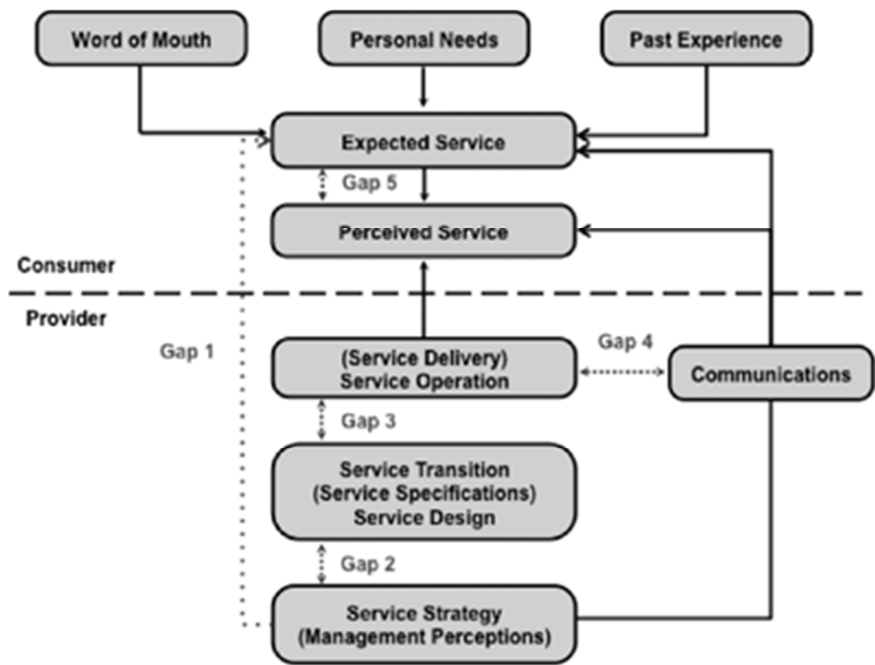 Word of Mouth
Personal Needs
Past Experience
Expected Service
Gap 5
Perceived Service
Consumer
Provider
Gap 1
(Service Delivery)
Service Operation
Gap 4
Communications
Gap 3
Service Transition
(Service Specifications)
Service Design
Gap 2
Service Strategy
(Management Perceptions)